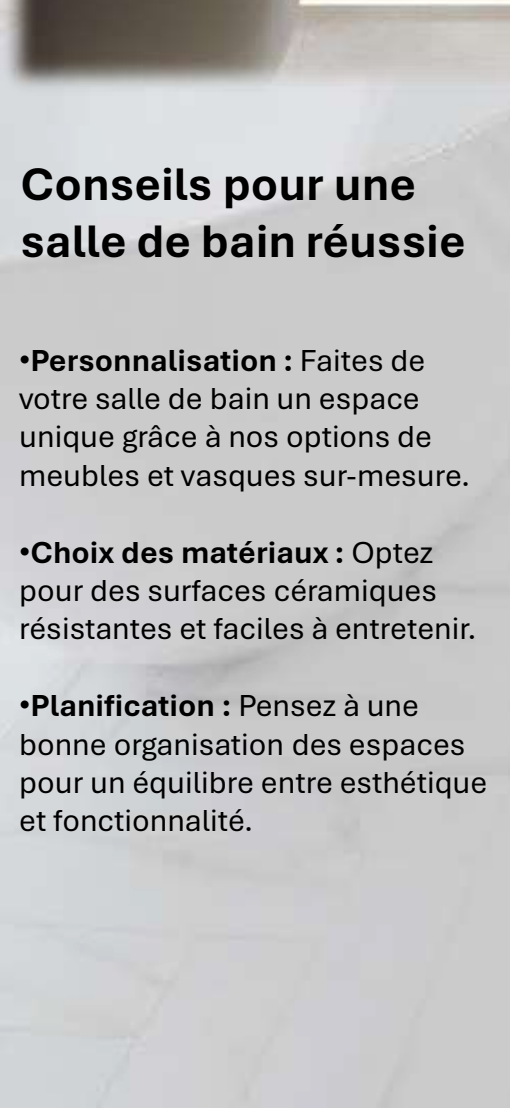 Conseils pour une
salle de bain réussie
•Personnalisation : Faites de
votre salle de bain un espace
unique grâce à nos options de
meubles et vasques sur-mesure.
•Choix des matériaux : Optez
pour des surfaces céramiques
résistantes et faciles à entretenir.
•Planification : Pensez à une
bonne organisation des espaces
pour un équilibre entre esthétique
et fonctionnalité.